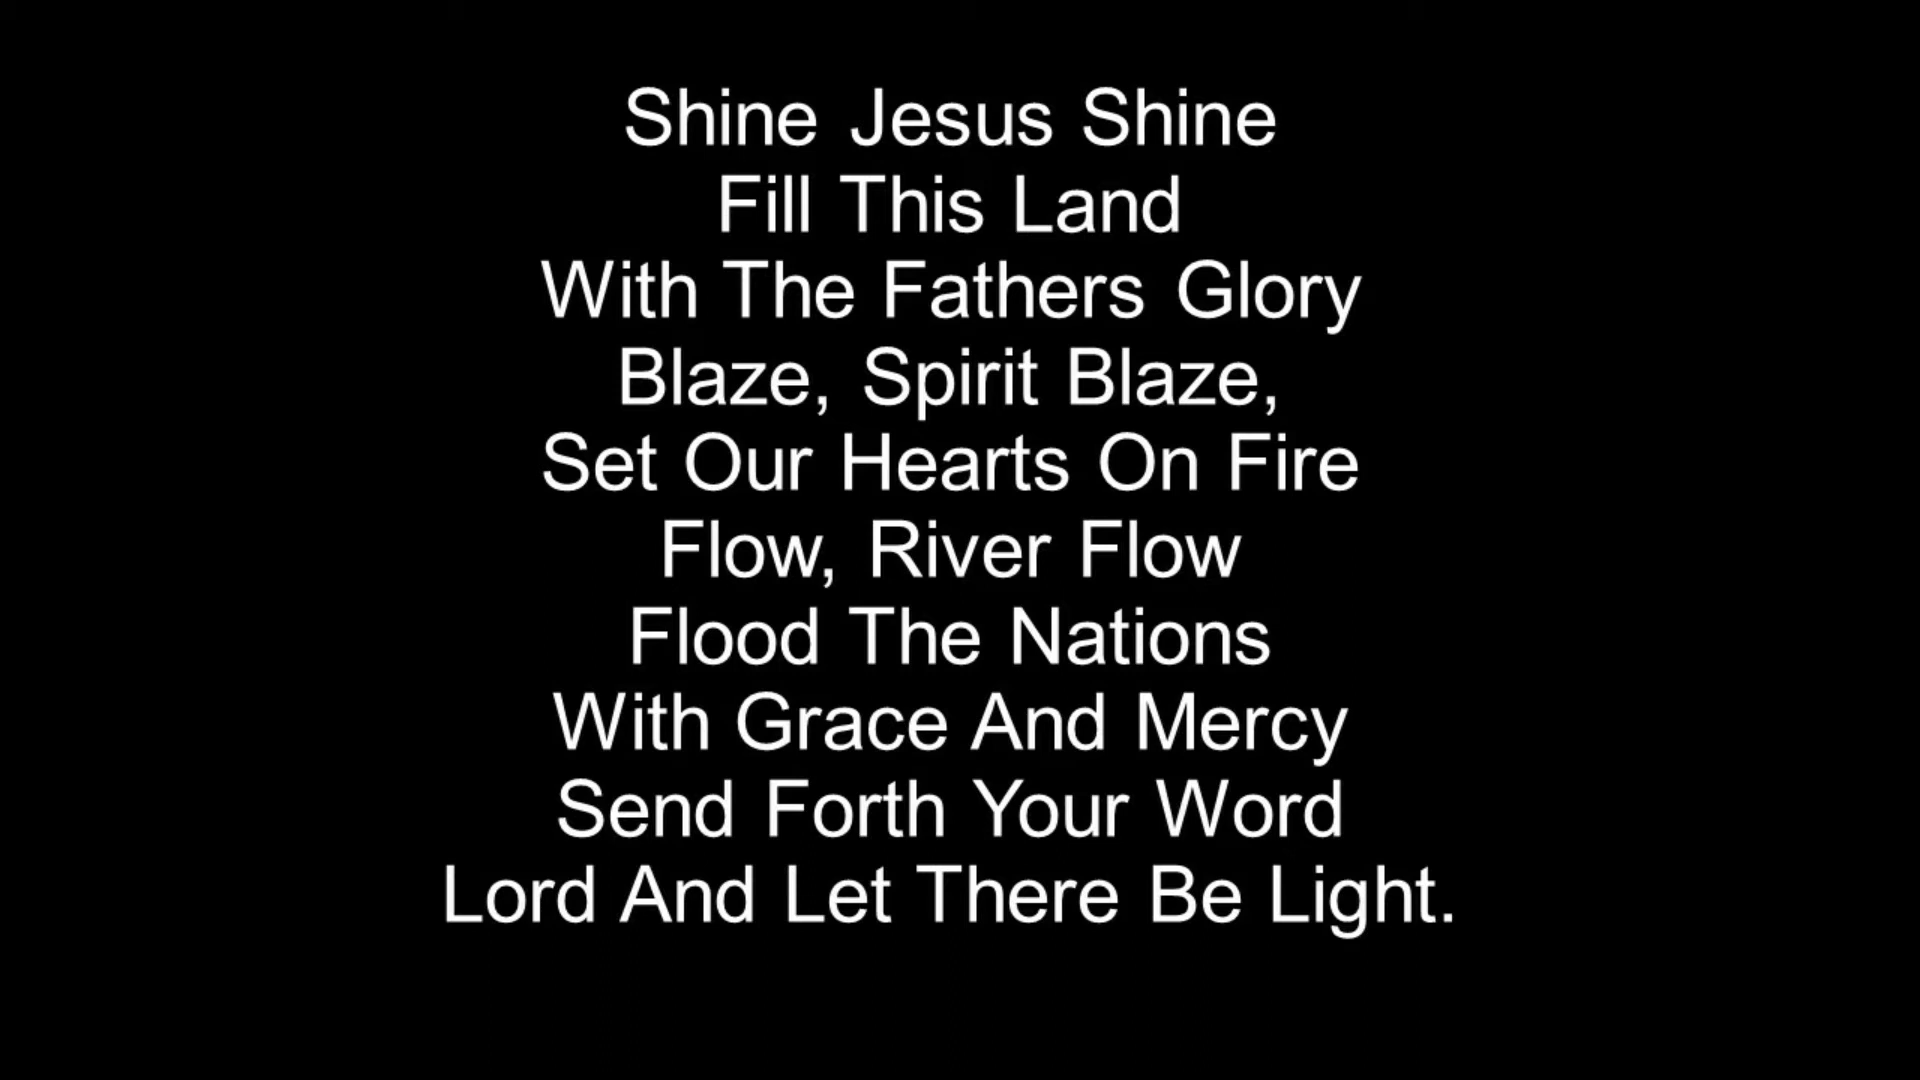 Shine Jesus Shine
Fill This Land
With The Fathers Glory
Blaze, Spirit Blaze,
Set Our Hearts On Fire
Flow, River Flow
Flood The Nations
With Grace And Mercy
Send Forth Your Word
Lord And Let There Be Light.